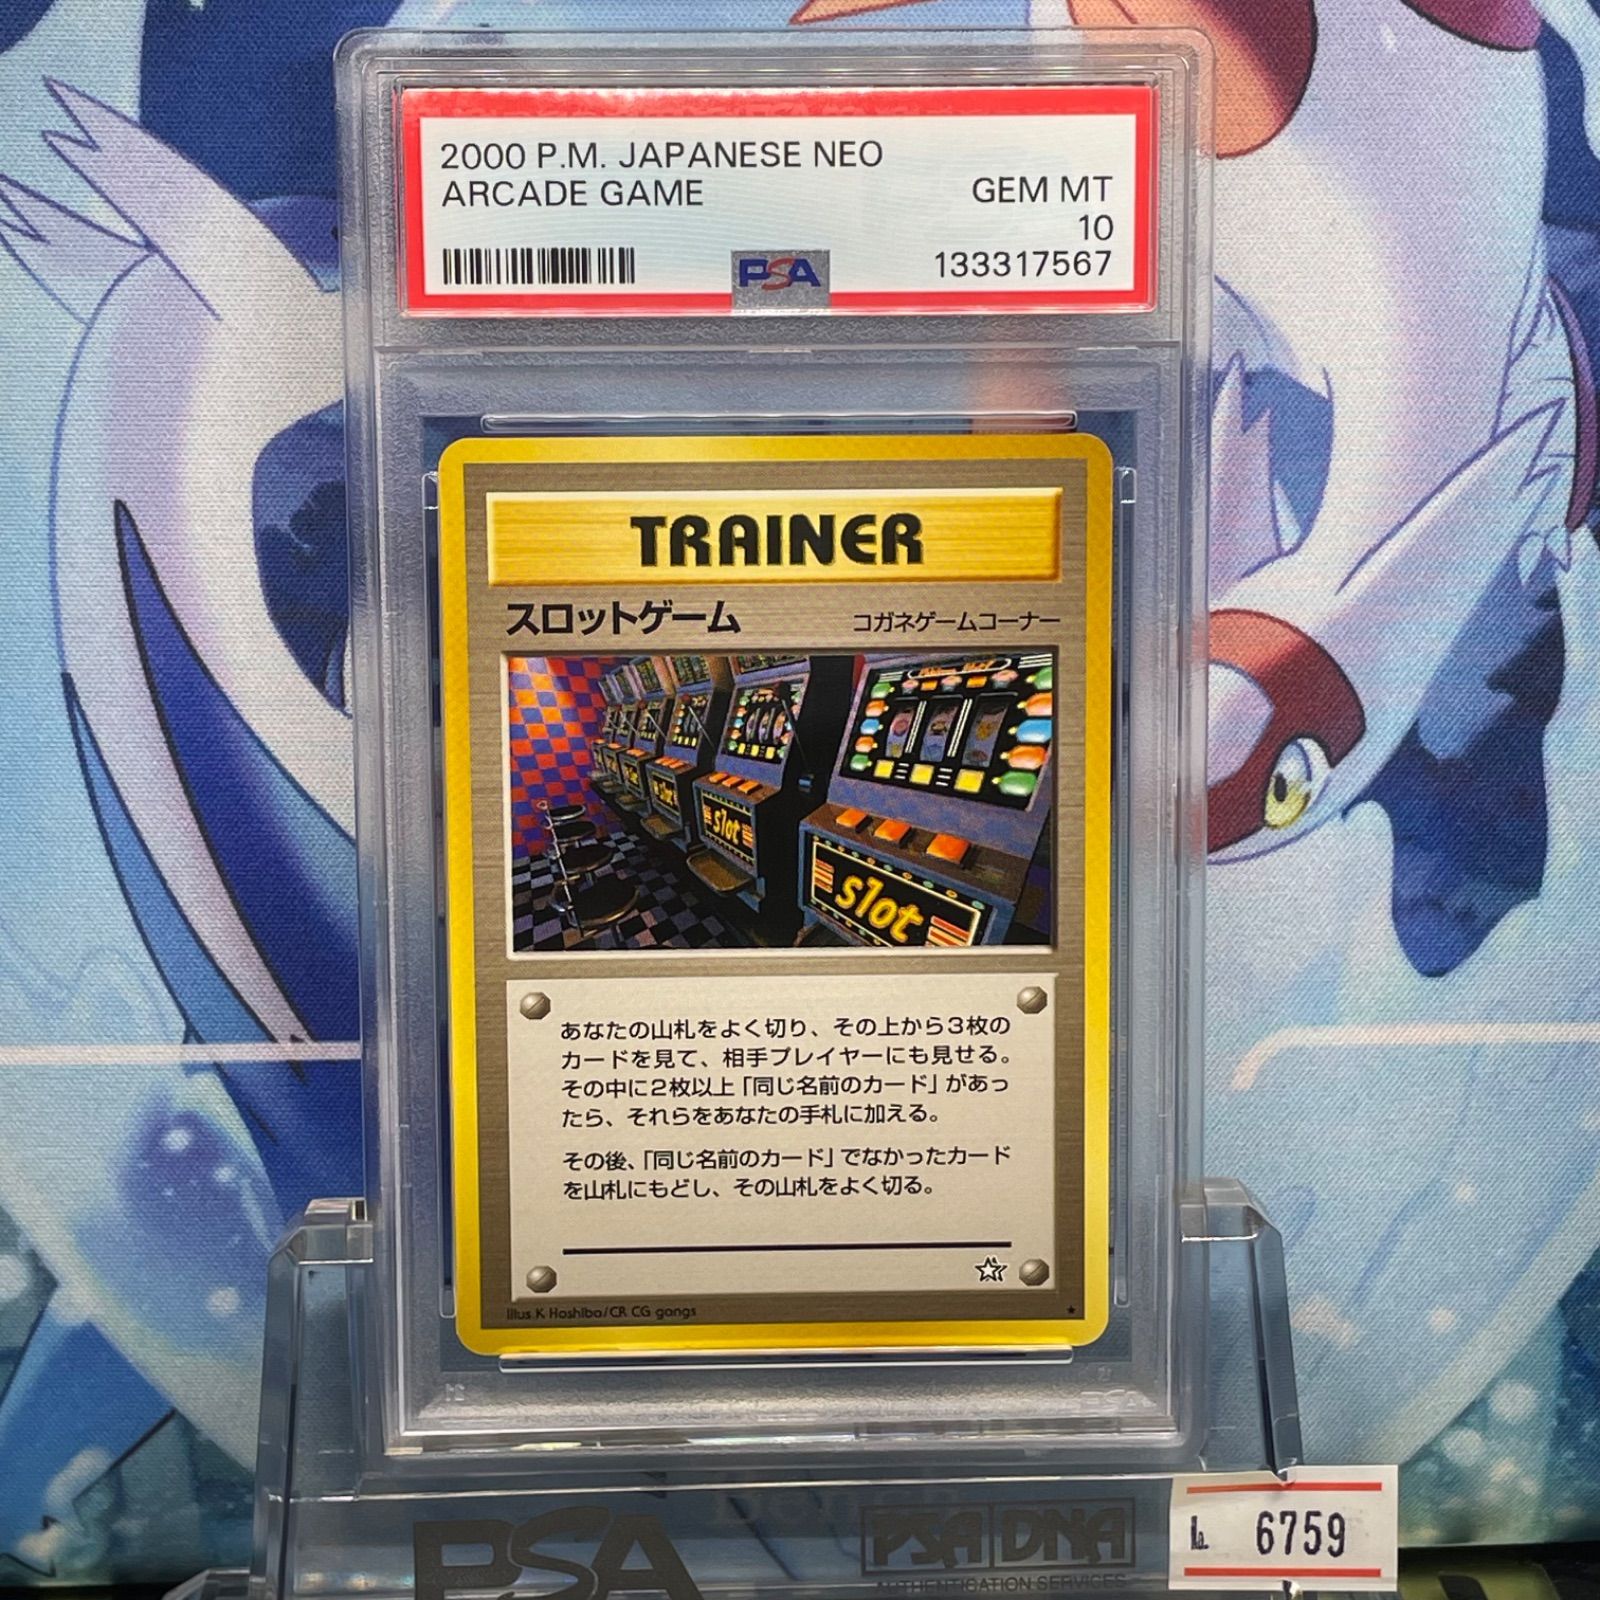 2000 P.M. JAPANESE NEO
ARCADE GAME
GEM MT
10
133317567
PSA
TRAINER
スロットゲーム
コガネゲームコーナー
slot
slot
slot
あなたの山札をよく切り、その上から3枚の
カードを見て、相手プレイヤーにも見せる。
その中に2枚以上「同じ名前のカード」があっ
たら、それらをあなたの手札に加える。
その後、「同じ名前のカード」でなかったカード
を山札にもどし、その山札をよく切る。
Illus K Hoshiba/CR CG gangs
PSA
PSA
PSA DNA
AUTHENTICATION SERVICES
№ 6759